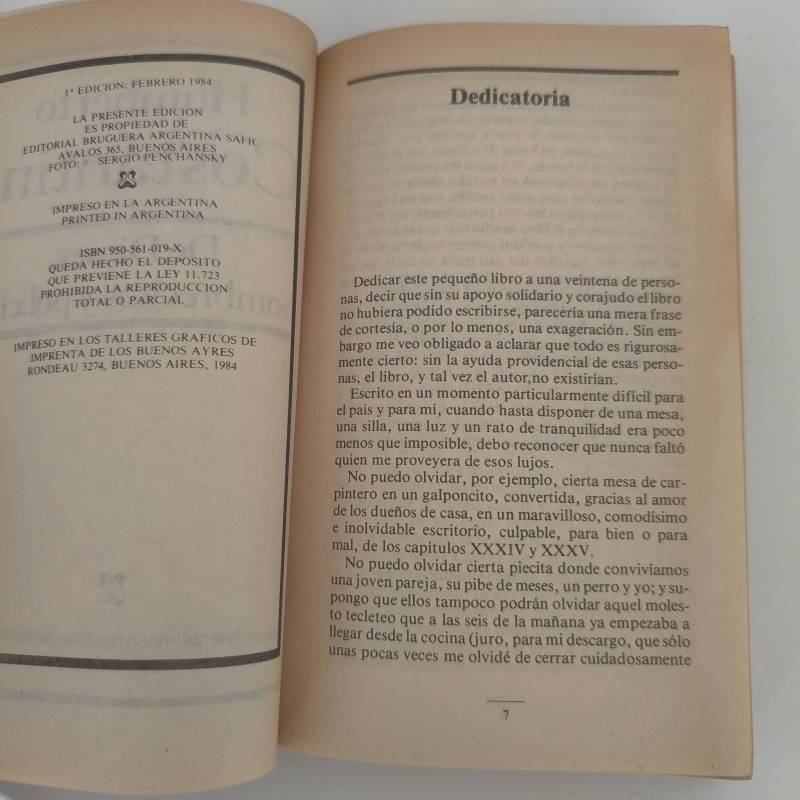 1ª EDICION: FEBRERO 1984
LA PRESENTE EDICION
ES PROPIEDAD DE
EDITORIAL BRUGUERA ARGENTINA SAFIC
AVALOS 365, BUENOS AIRES
FOTO: SERGIO PENCHANSKY
IMPRESO EN LA ARGENTINA
PRINTED IN ARGENTINA
ISBN 950-561-019-X
QUEDA HECHO EL DEPOSITO
QUE PREVIENE LA LEY 11.723
PROHIBIDA LA REPRODUCCION
TOTAL O PARCIAL
IMPRESO EN LOS TALLERES GRAFICOS DE
IMPRENTA DE LOS BUENOS AYRES
RONDEAU 3274, BUENOS AIRES, 1984
Dedicatoria
Dedicar este pequeño libro a una veintena de perso-
nas, decir que sin su apoyo solidario y corajudo el libro
no hubiera podido escribirse, parecería una mera frase
de cortesía, o por lo menos, una exageración. Sin em-
bargo me veo obligado a aclarar que todo es rigurosa-
mente cierto: sin la ayuda providencial de esas perso-
nas, el libro, y tal vez el autor,no existirían.
Escrito en un momento particularmente difícil para
el país y para mí, cuando hasta disponer de una mesa,
una silla, una luz y un rato de tranquilidad era poco
menos que imposible, debo reconocer que nunca faltó
quien me proveyera de esos lujos.
No puedo olvidar, por ejemplo, cierta mesa de car-
pintero en un galponcito, convertida, gracias al amor
de los dueños de casa, en un maravilloso, comodísimo
e inolvidable escritorio, culpable, para bien o para
mal, de los capítulos XXXIV y XXXV.
No puedo olvidar cierta piecita donde convivíamos
una joven pareja, su pibe de meses, un perro y yo; y su-
pongo que ellos tampoco podrán olvidar aquel moles-
to tecleteo que a las seis de la mañana ya empezaba a
llegar desde la cocina (juro, para mi descargo, que sólo
unas pocas veces me olvidé de cerrar cuidadosamente
7